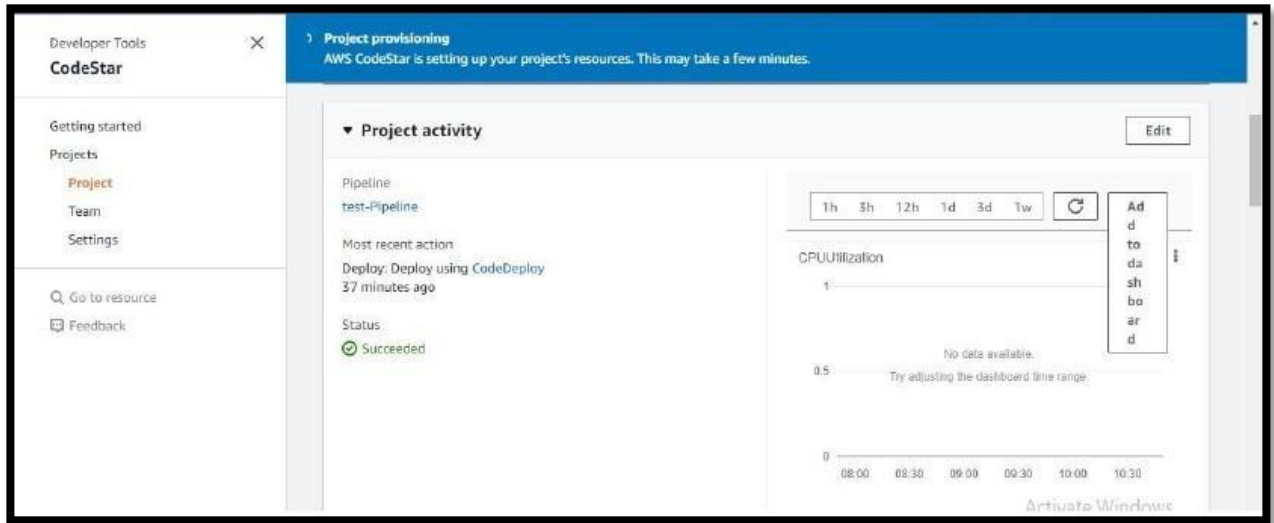 Developer Tools
CodeStar
Getting started
Projects
Project
Team
Settings
Go to resource
Feedback
Project provisioning
AWS CodeStar is setting up your project's resources. This may take a few minutes.
Project activity
Edit
Pipeline
test-Pipeline
Most recent action
Deploy: Deploy using CodeDeploy
37 minutes ago
Status
Succeeded
1h 3h 12h 1d 3d 1w
Ad
d
to
da
sh
bo
ar
d
CPUUtilization
1
No data available.
Try adjusting the dashboard time range.
0.5
0
08:00 08:30 09:00 09:30 10:00 10:30
Activate Windows